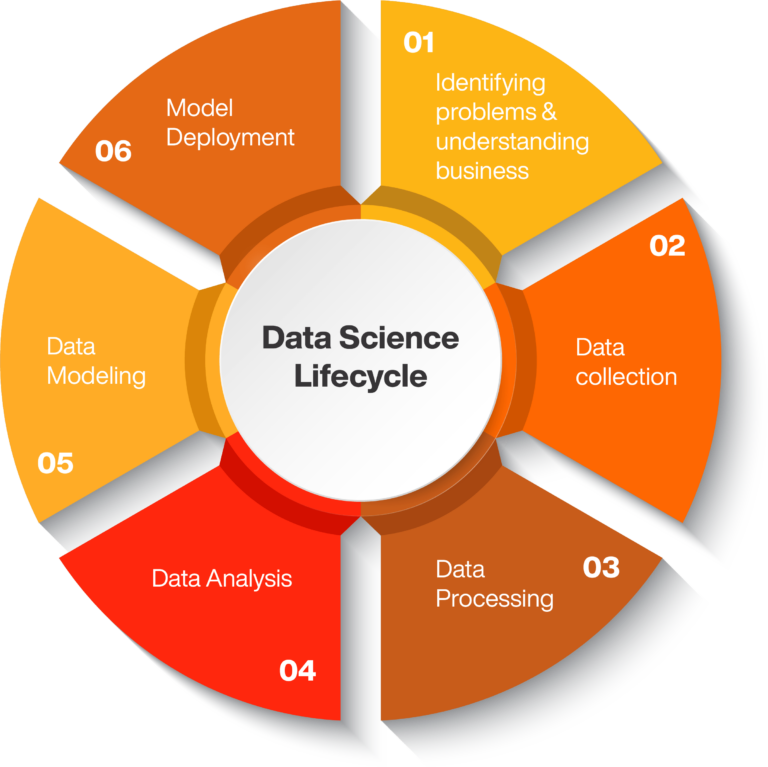 01
Identifying
problems &
understanding
business
02
Data
collection
03
Data
Processing
04
Data Analysis
05
Data
Modeling
06
Model
Deployment
Data Science
Lifecycle